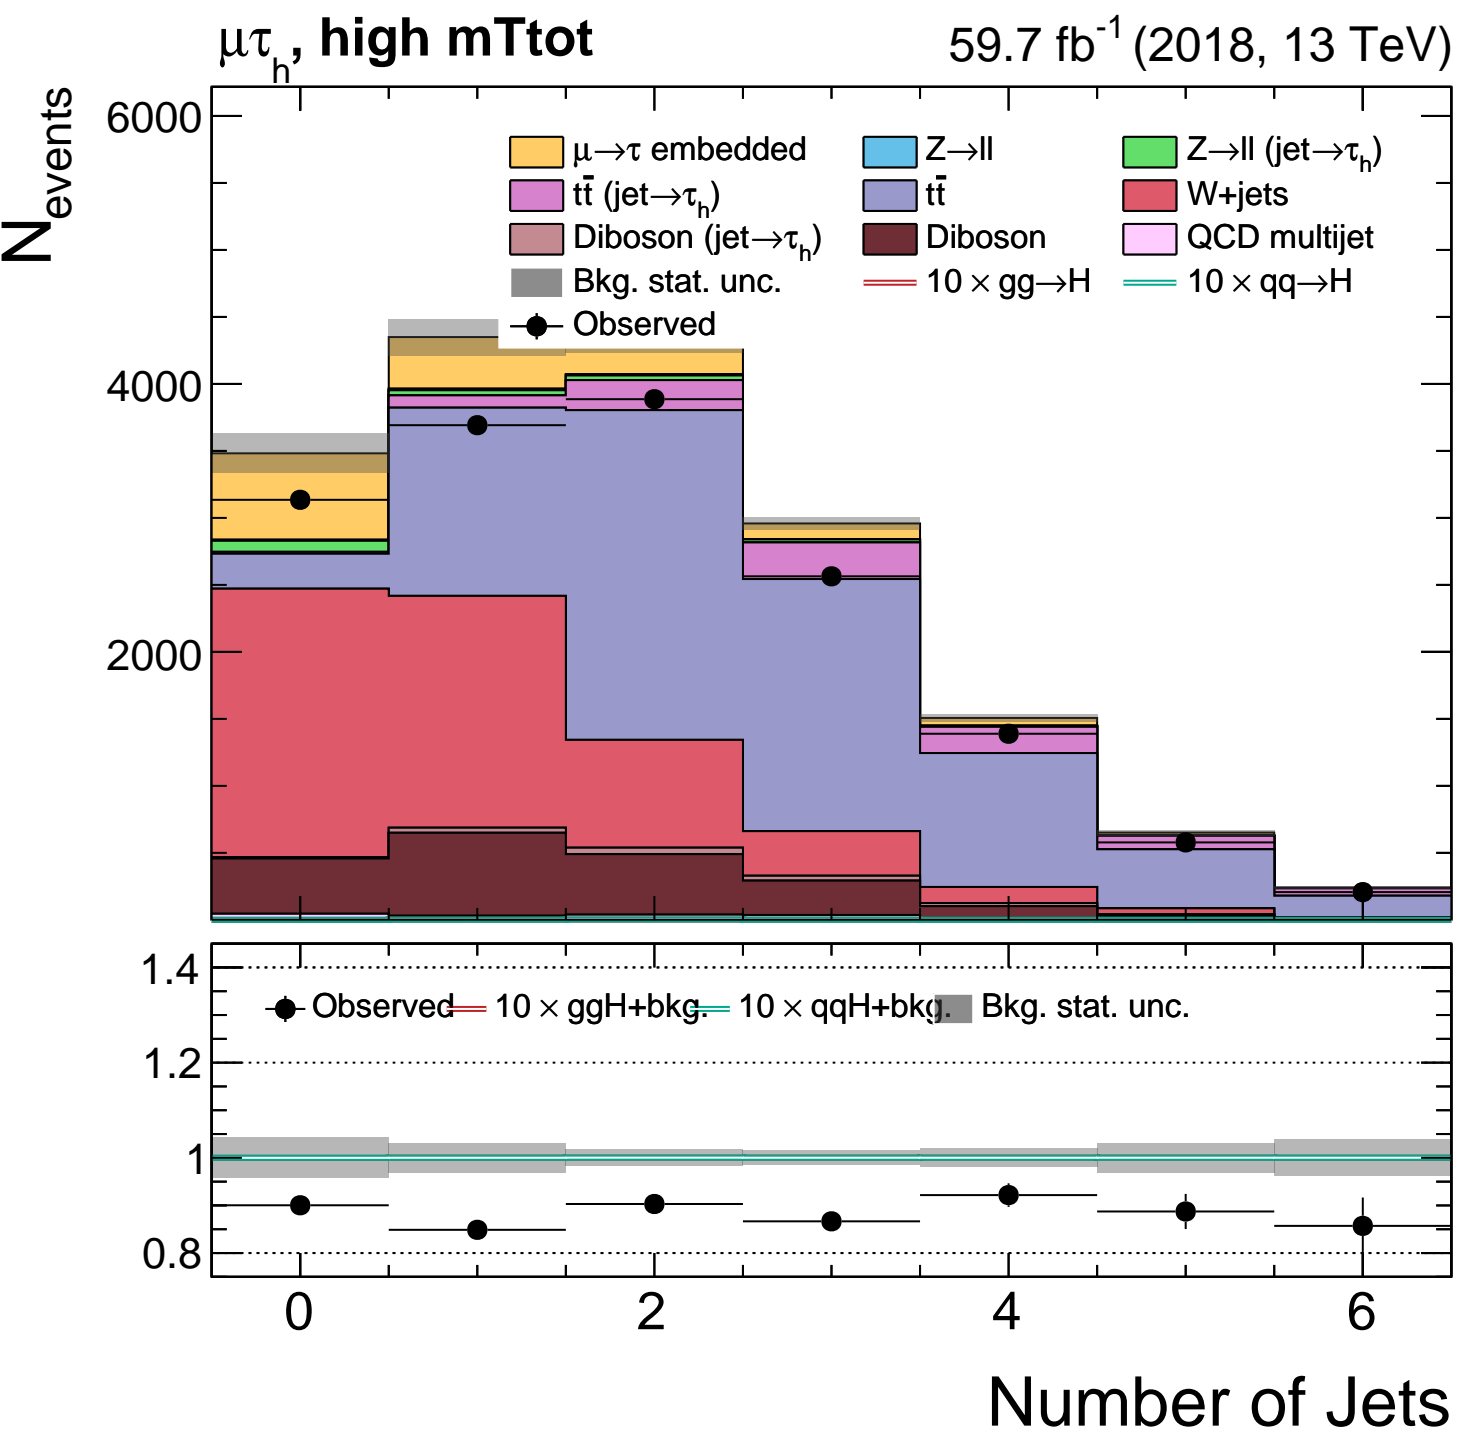 μτh, high mTtot 59.7 fb-1 (2018, 13 TeV)
Nevents
6000
4000
2000
μ→τ embedded Z→ll Z→ll (jet→τh)
tt̄ (jet→τh) tt̄ W+jets
Diboson (jet→τh) Diboson QCD multijet
Bkg. stat. unc. 10 × gg→H 10 × qq→H
Observed
1.4
1.2
1
0.8
Observed 10 × ggH+bkg. 10 × qqH+bkg. Bkg. stat. unc.
0 2 4 6
Number of Jets